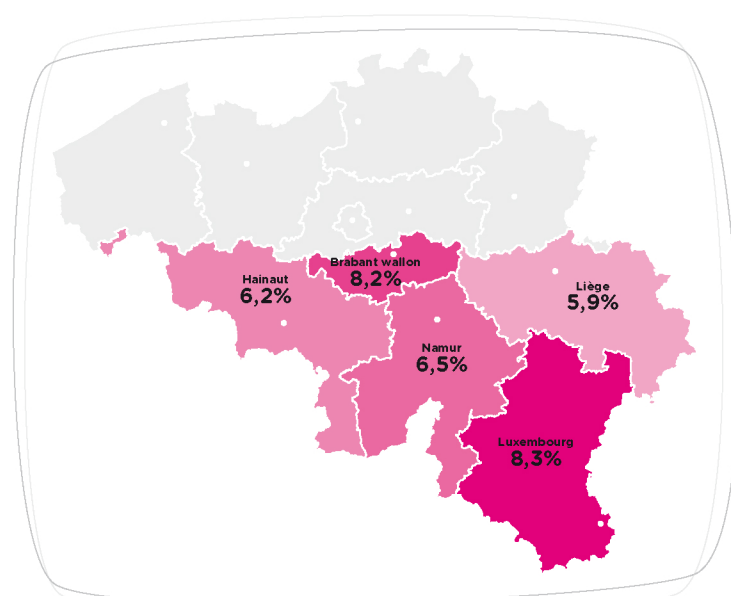 Brabant wallon
8,2%
Hainaut
6,2%
Liège
5,9%
Namur
6,5%
Luxembourg
8,3%